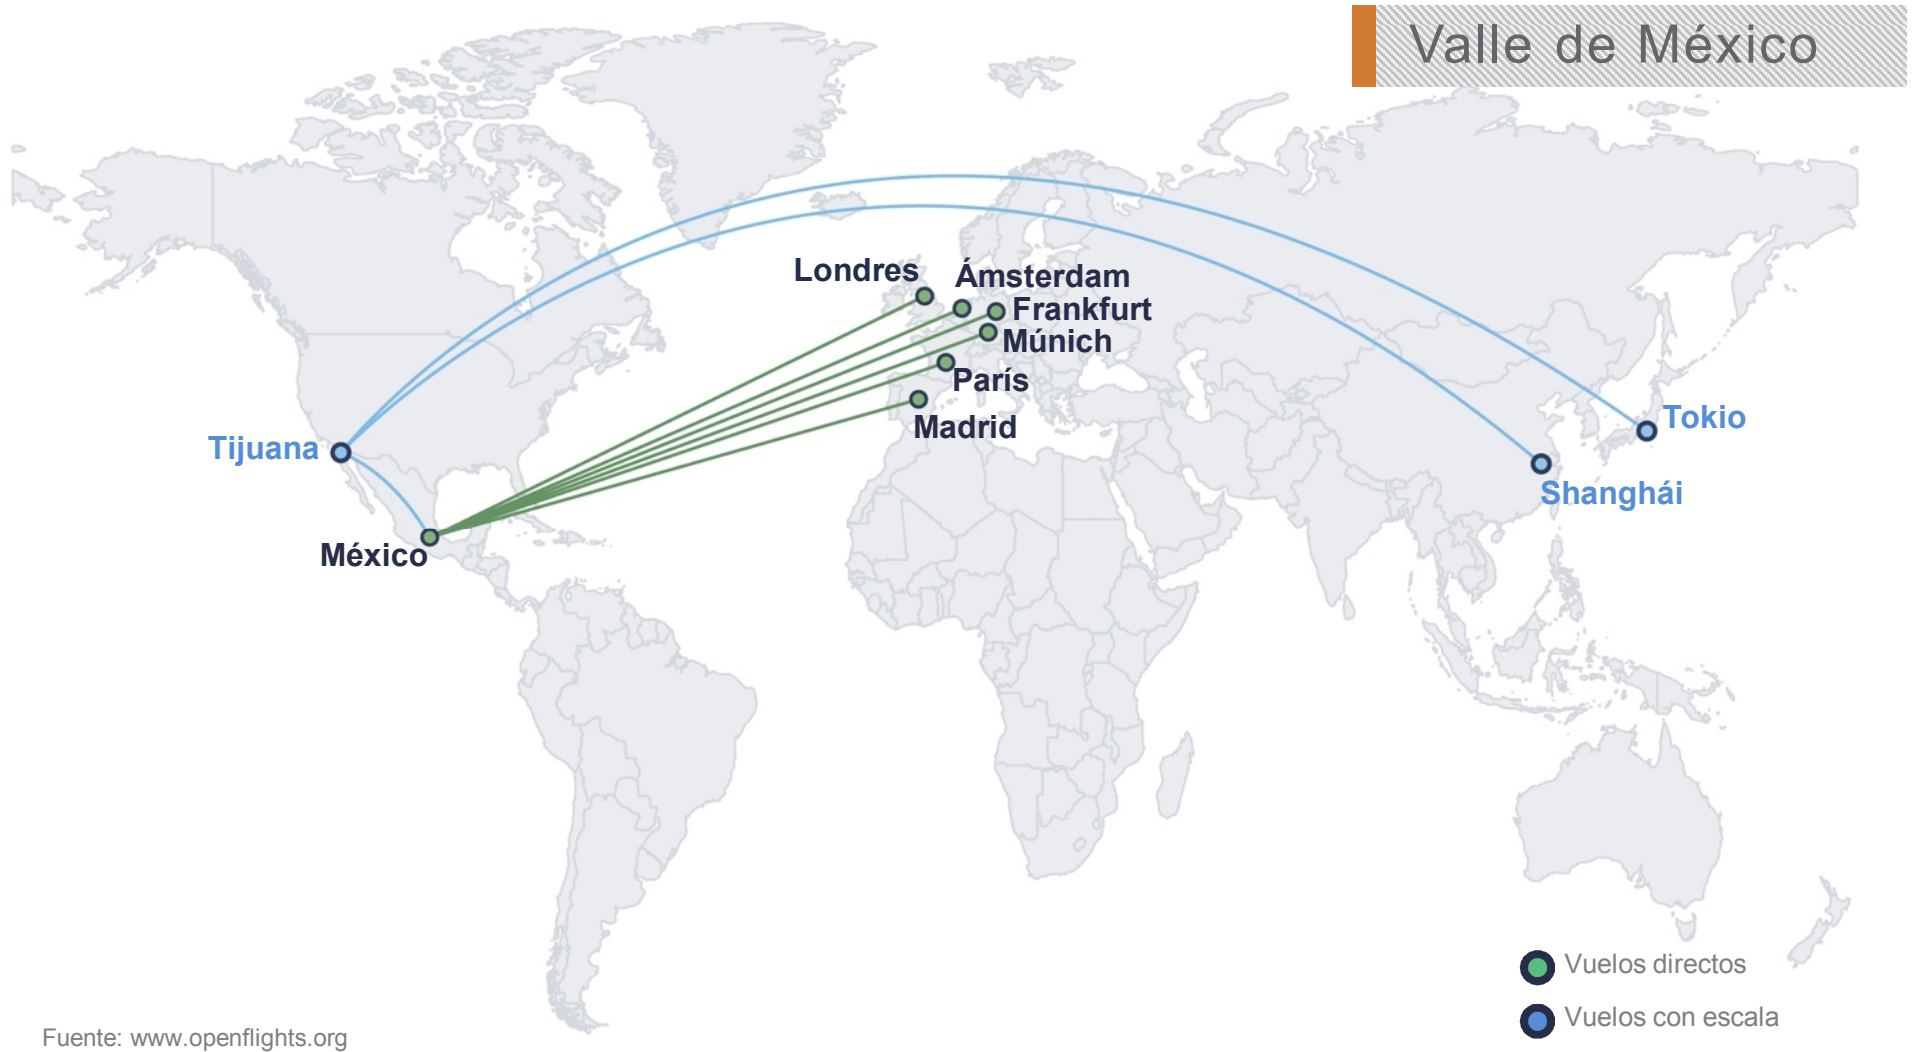 Valle de México
Londres
Ámsterdam
Frankfurt
Múnich
París
Madrid
Tijuana
Tokio
Shanghái
México
Vuelos directos
Vuelos con escala
Fuente: www.openflights.org